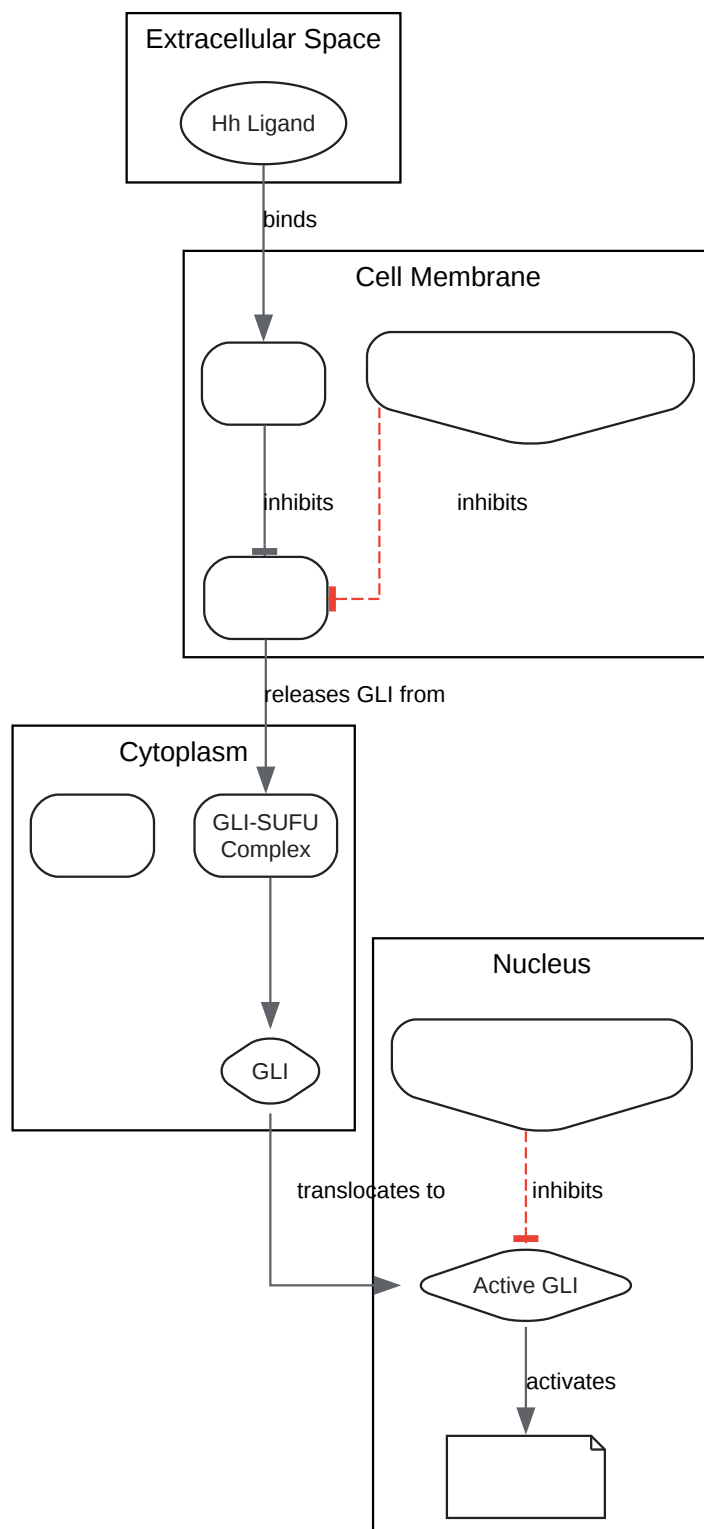 Extracellular Space
Hh Ligand
binds
Cell Membrane
inhibits
inhibits
releases GLI from
Cytoplasm
GLI-SUFU
Complex
Nucleus
GLI
translocates to
inhibits
Active GLI
activates